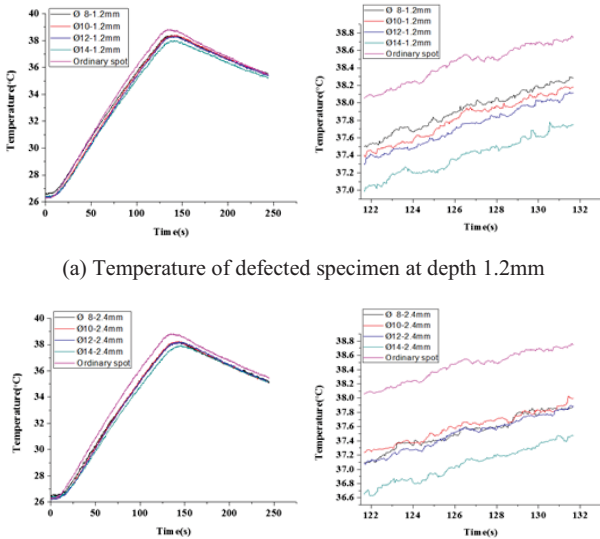 Ø 8-1.2mm
Ø10-1.2mm
Ø12-1.2mm
Ø14-1.2mm
Ordinary spot
40
38
36
34
32
30
28
26
Temperature(°C)
0 50 100 150 200 250
Time(s)
Ø 8-1.2mm
Ø10-1.2mm
Ø12-1.2mm
Ø14-1.2mm
Ordinary spot
38.8
38.6
38.4
38.2
38.0
37.8
37.6
37.4
37.2
37.0
Temperature(°C)
122 124 126 128 130 132
Time(s)
(a) Temperature of defected specimen at depth 1.2mm
Ø 8-2.4mm
Ø10-2.4mm
Ø12-2.4mm
Ø14-2.4mm
Ordinary spot
40
38
36
34
32
30
28
26
Temperature(°C)
0 50 100 150 200 250
Time(s)
Ø 8-2.4mm
Ø10-2.4mm
Ø12-2.4mm
Ø14-2.4mm
Ordinary spot
38.8
38.6
38.4
38.2
38.0
37.8
37.6
37.4
37.2
37.0
36.8
36.6
Temperature(°C)
122 124 126 128 130 132
Time(s)